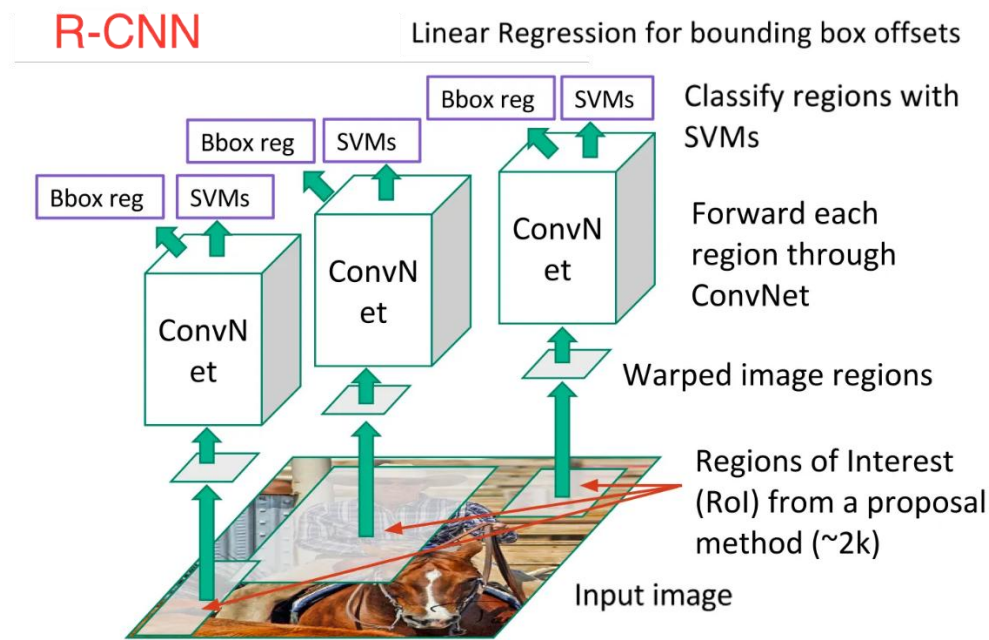 R-CNN
Linear Regression for bounding box offsets
Bbox reg
SVMs
Classify regions with
SVMs
Bbox reg
SVMs
Bbox reg
SVMs
Forward each
region through
ConvNet
ConvN
et
ConvN
et
ConvN
et
Warped image regions
Regions of Interest
(RoI) from a proposal
method (~2k)
Input image